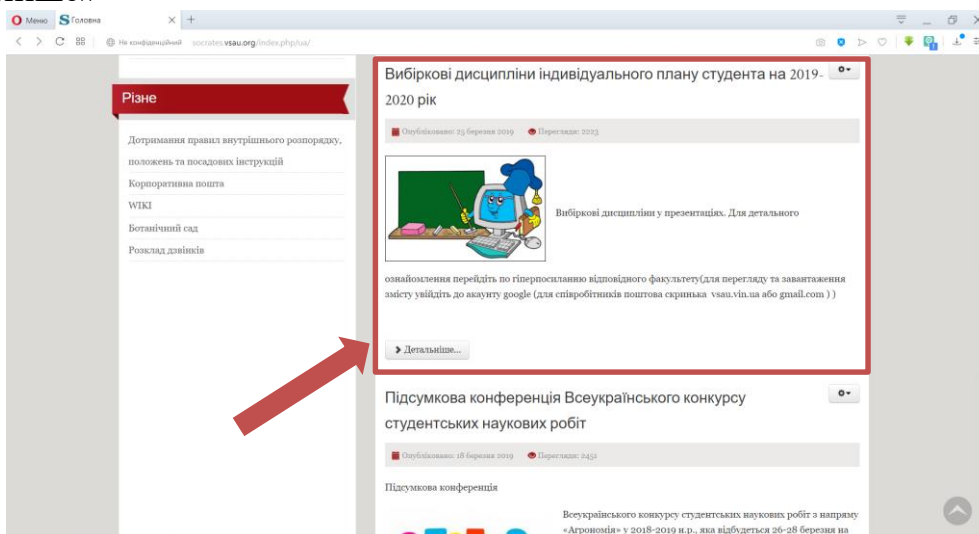 Меню
Головна
Не конфіденційний socrates.vsau.org/index.php/ua/
Різне
Дотримання правил внутрішнього розпорядку,
положень та посадових інструкцій
Корпоративна пошта
WIKI
Ботанічний сад
Розклад дзвінків
Вибіркові дисципліни індивідуального плану студента на 2019-
2020 рік
Опубліковано: 25 березня 2019 Перегляди: 2223
Вибіркові дисципліни у презентаціях. Для детального
ознайомлення перейдіть по гіперпосиланню відповідного факультету(для перегляду та завантаження
змісту увійдіть до акаунту google (для співробітників поштова скринька vsau.vin.ua або gmail.com ) )
Детальніше...
Підсумкова конференція Всеукраїнського конкурсу
студентських наукових робіт
Опубліковано: 18 березня 2019 Перегляди: 2451
Підсумкова конференція
Всеукраїнського конкурсу студентських наукових робіт з напряму
«Агрономія» у 2018-2019 н.р., яка відбудеться 26-28 березня на